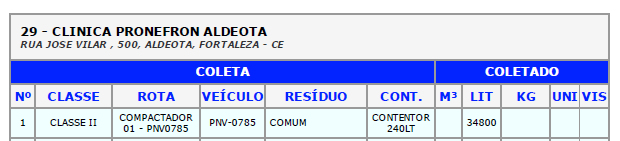 29 - CLINICA PRONEFRON ALDEOTA
RUA JOSE VILAR , 500, ALDEOTA, FORTALEZA - CE
COLETA COLETADO
Nº CLASSE ROTA VEÍCULO RESÍDUO CONT. M³ LIT KG UNI VIS
1 CLASSE II COMPACTADOR 01 - PNV0785 PNV-0785 COMUM CONTENTOR 240LT 34800